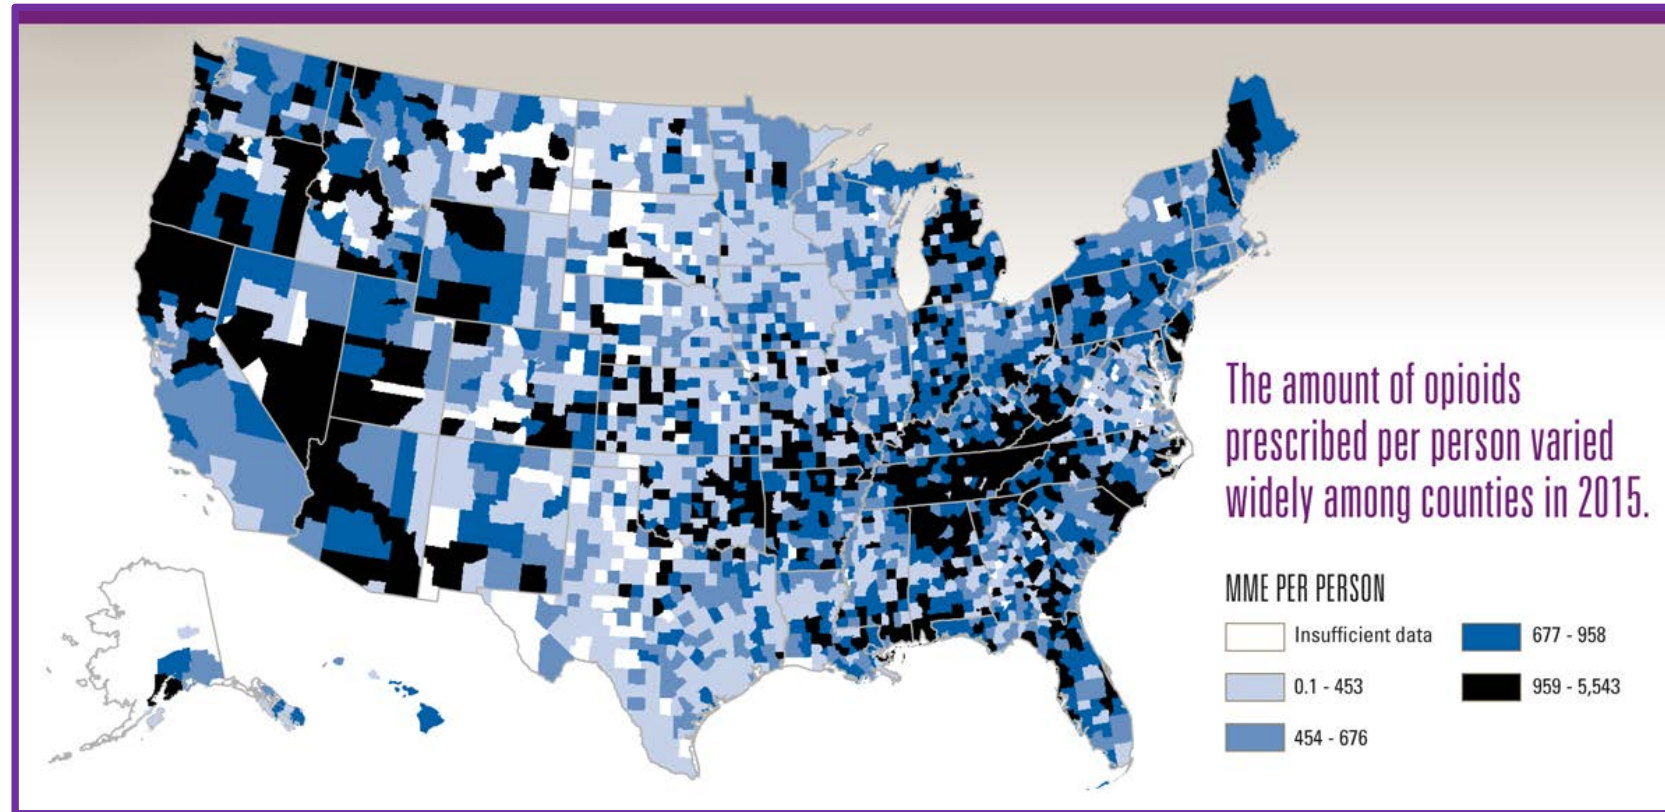 The amount of opioids
prescribed per person varied
widely among counties in 2015.
MME PER PERSON
Insufficient data
0.1 - 453
454 - 676
677 - 958
959 - 5,543